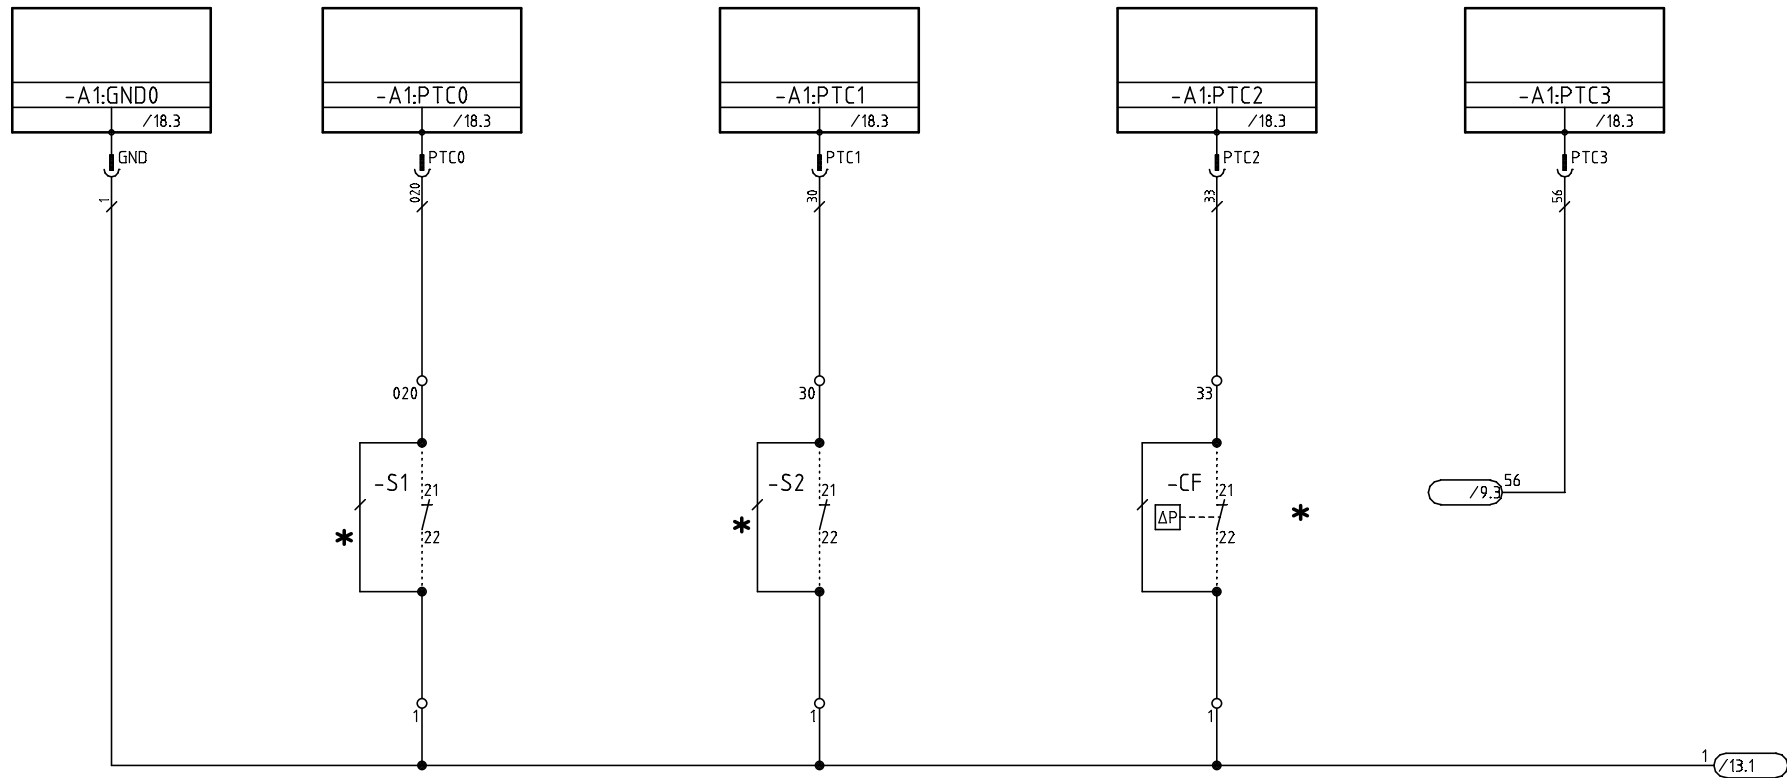 -A1:GND0
-A1:PTC0
-A1:PTC1
-A1:PTC2
-A1:PTC3
/18.3
/18.3
/18.3
/18.3
/18.3
GND
PTC0
PTC1
PTC2
PTC3
1
020
30
33
56
020
30
33
-S1
21
22
*
-S2
21
22
*
-CF
21
ΔP
22
*
/9.3
56
1
1
1
1
/13.1